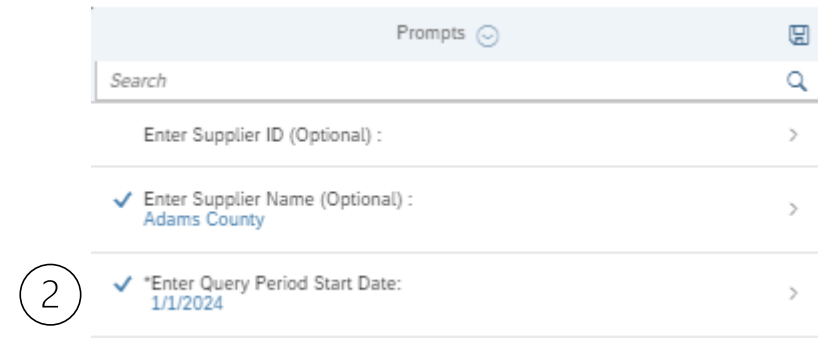 Prompts
Search
Enter Supplier ID (Optional) :
Enter Supplier Name (Optional) :
Adams County
2
*Enter Query Period Start Date:
1/1/2024